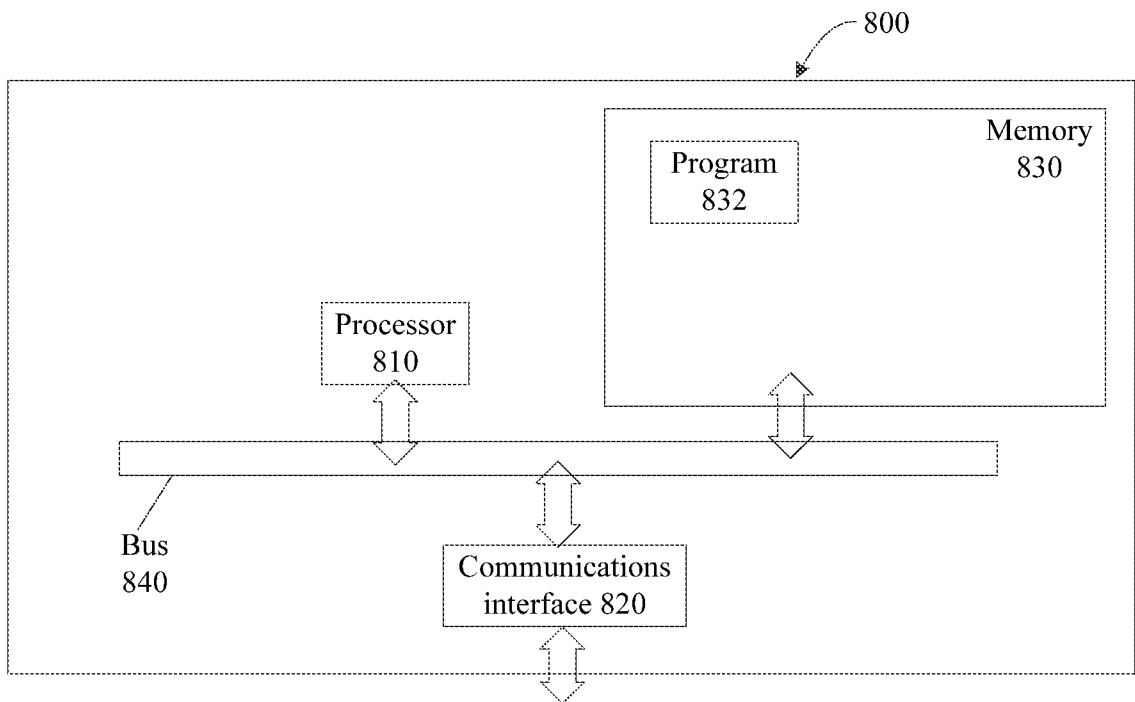 800
Memory
830
Program
832
Processor
810
Bus
840
Communications
interface 820